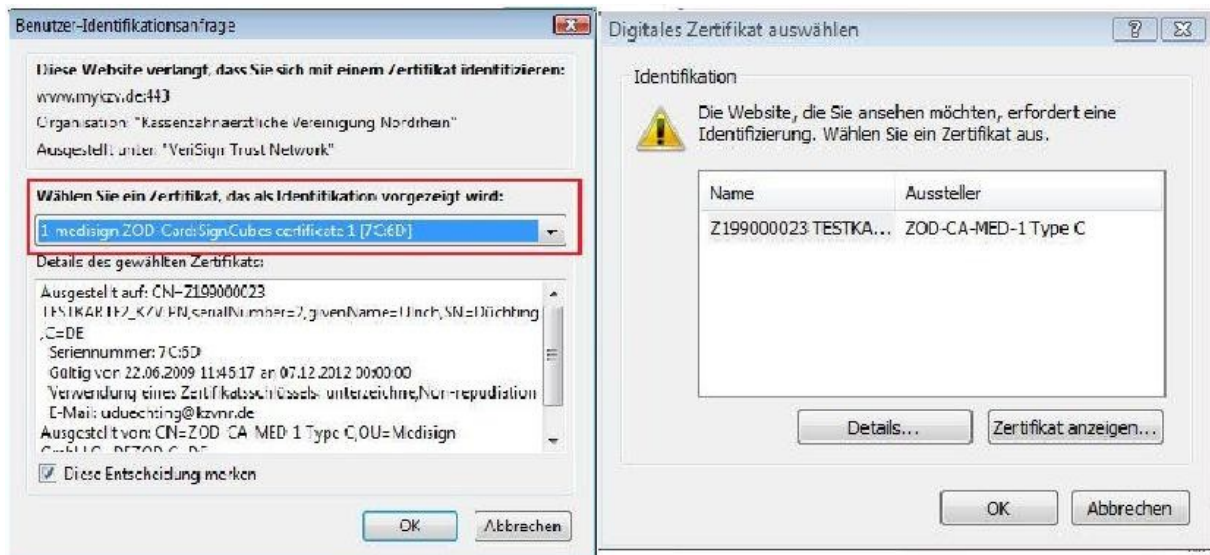 Benutzer-Identifikationsanfrage
Diese Website verlangt, dass Sie sich mit einem Zertifikat identifizieren:
www.mykzv.de:443
Organisation: "Kassenzahnaerztliche Vereinigung Nordrhein"
Ausgestellt unter: "VeriSign Trust Network"
Wählen Sie ein Zertifikat, das als Identifikation vorgezeigt wird:
1 medisign ZOD-Card:SignCubes certificate 1 [7C:6D]
Details des gewählten Zertifikats:
Ausgestellt auf: CN=Z199000023
TESTKARTE2_KZV,PN,serialNumber=2,givenName=Ulrich,SN=Düchting
,C=DE
Seriennummer: 7C:6D
Gültig von 22.06.2009 11:46:17 an 07.12.2012 00:00:00
Verwendung eines Zertifikatsschlüssels: unterzeichne,Non-repudiation
E-Mail: uduechting@kzvnr.de
Ausgestellt von: CN=ZOD-CA-MED-1 Type C,OU=Medisign
Diese Entscheidung merken
OK
Abbrechen
Digitales Zertifikat auswählen
Identifikation
Die Website, die Sie ansehen möchten, erfordert eine
Identifizierung. Wählen Sie ein Zertifikat aus.
Name Aussteller
Z199000023 TESTKA... ZOD-CA-MED-1 Type C
Details... Zertifikat anzeigen...
OK Abbrechen